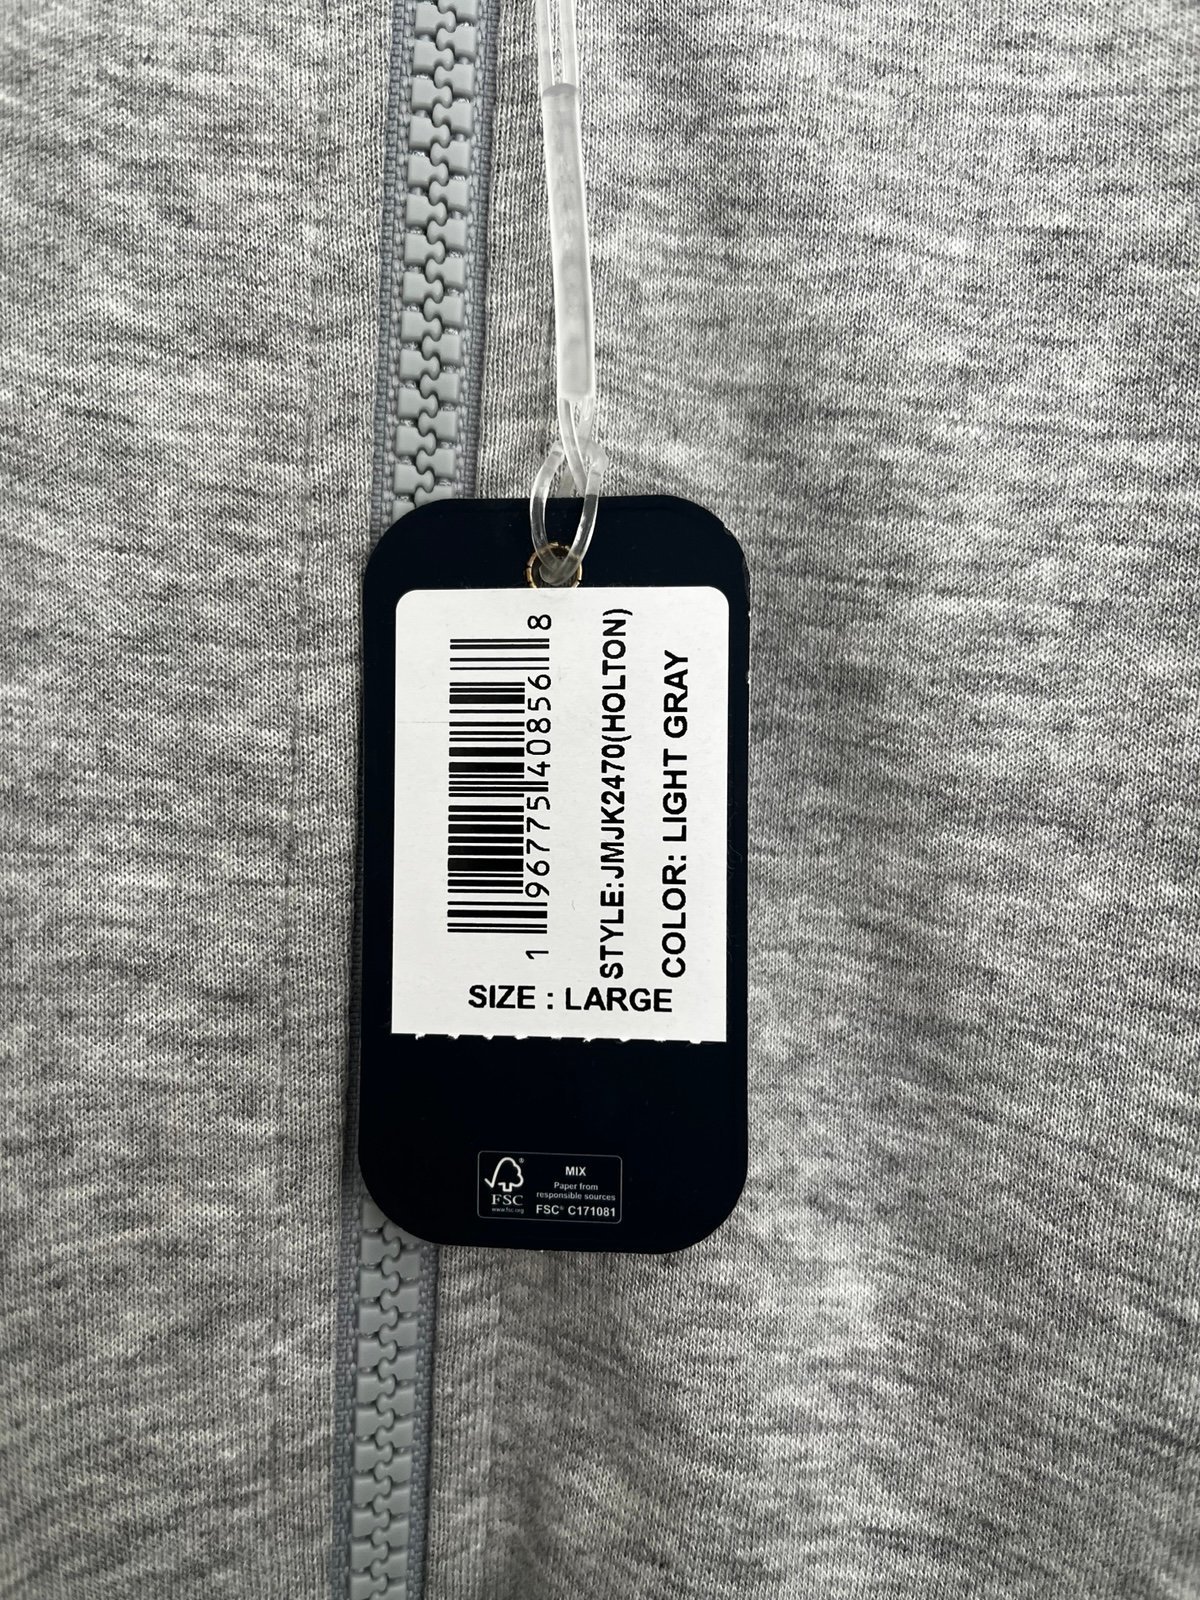 1 96775 40856 8
STYLE:JMJK2470(HOLTON)
COLOR: LIGHT GRAY
SIZE : LARGE
FSC®
www.fsc.org
MIX
Paper from
responsible sources
FSC® C171081